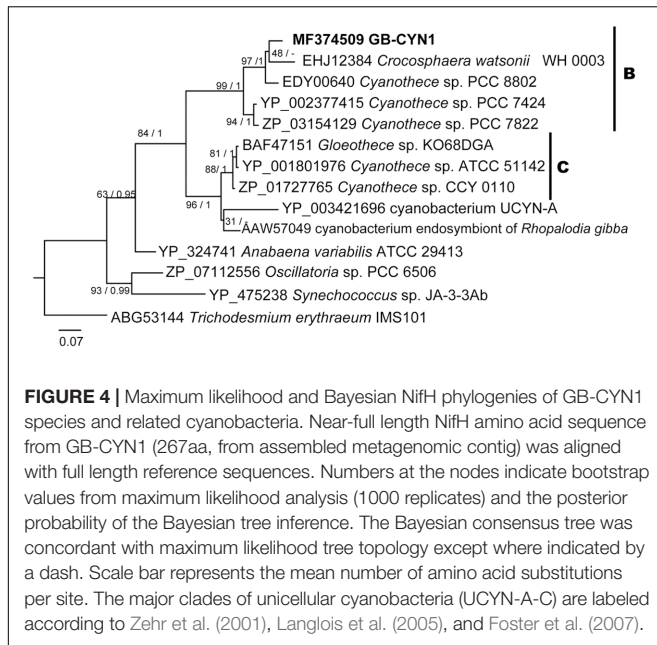 MF374509 GB-CYN1
48 / -
97 /1
EHJ12384 Crocosphaera watsonii WH 0003
EDY00640 Cyanothece sp. PCC 8802
99 / 1
B
YP_002377415 Cyanothece sp. PCC 7424
94 / 1
ZP_03154129 Cyanothece sp. PCC 7822
84 / 1
BAF47151 Gloeothece sp. KO68DGA
81 / 1
YP_001801976 Cyanothece sp. ATCC 51142
C
88/ 1
ZP_01727765 Cyanothece sp. CCY 0110
63 / 0.95
96 / 1
YP_003421696 cyanobacterium UCYN-A
31 / -
AAW57049 cyanobacterium endosymbiont of Rhopalodia gibba
YP_324741 Anabaena variabilis ATCC 29413
ZP_07112556 Oscillatoria sp. PCC 6506
93 / 0.99
YP_475238 Synechococcus sp. JA-3-3Ab
ABG53144 Trichodesmium erythraeum IMS101
0.07
FIGURE 4 | Maximum likelihood and Bayesian NifH phylogenies of GB-CYN1
species and related cyanobacteria. Near-full length NifH amino acid sequence
from GB-CYN1 (267aa, from assembled metagenomic contig) was aligned
with full length reference sequences. Numbers at the nodes indicate bootstrap
values from maximum likelihood analysis (1000 replicates) and the posterior
probability of the Bayesian tree inference. The Bayesian consensus tree was
concordant with maximum likelihood tree topology except where indicated by
a dash. Scale bar represents the mean number of amino acid substitutions
per site. The major clades of unicellular cyanobacteria (UCYN-A-C) are labeled
according to Zehr et al. (2001), Langlois et al. (2005), and Foster et al. (2007).